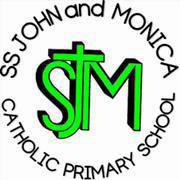 SS JOHN and MONICA
SJM
CATHOLIC PRIMARY SCHOOL